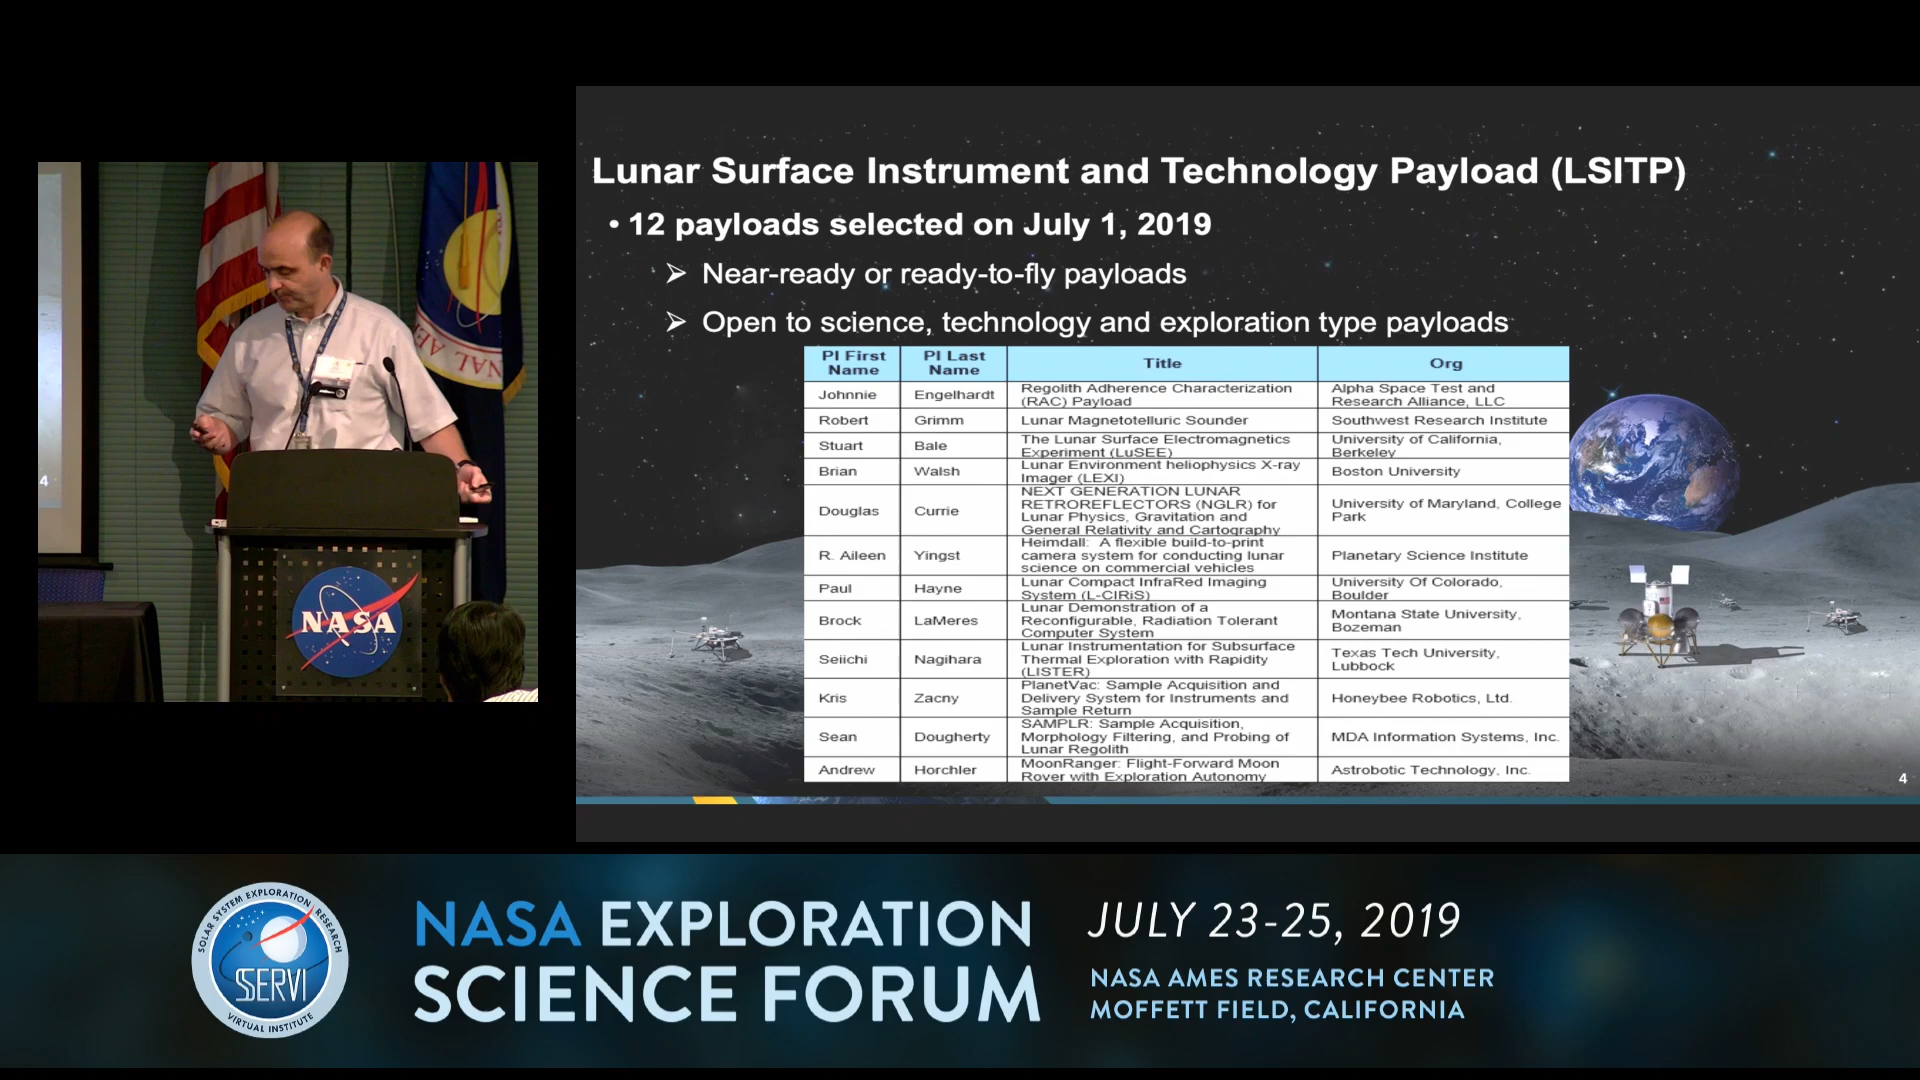 Lunar Surface Instrument and Technology Payload (LSITP)
• 12 payloads selected on July 1, 2019
➢ Near-ready or ready-to-fly payloads
➢ Open to science, technology and exploration type payloads
PI First Name PI Last Name Title Org
Johnnie Engelhardt Regolith Adherence Characterization (RAC) Payload Alpha Space Test and Research Alliance, LLC
Robert Grimm Lunar Magnetotelluric Sounder Southwest Research Institute
Stuart Bale The Lunar Surface Electromagnetics Experiment (LuSEE) University of California, Berkeley
Brian Walsh Lunar Environment heliophysics X-ray Imager (LEXI) Boston University
Douglas Currie NEXT GENERATION LUNAR RETROREFLECTORS (NGLR) for Lunar Physics, Gravitation and General Relativity and Cartography University of Maryland, College Park
R. Aileen Yingst Heimdall: A flexible build-to-print camera system for conducting lunar science on commercial vehicles Planetary Science Institute
Paul Hayne Lunar Compact InfraRed Imaging System (L-CIRiS) University Of Colorado, Boulder
Brock LaMeres Lunar Demonstration of a Reconfigurable, Radiation Tolerant Computer System Montana State University, Bozeman
Seiichi Nagihara Lunar Instrumentation for Subsurface Thermal Exploration with Rapidity (LISTER) Texas Tech University, Lubbock
Kris Zacny PlanetVac: Sample Acquisition and Delivery System for Instruments and Sample Return Honeybee Robotics, Ltd.
Sean Dougherty SAMPLR: Sample Acquisition, Morphology Filtering, and Probing of Lunar Regolith MDA Information Systems, Inc.
Andrew Horchler MoonRanger: Flight-Forward Moon Rover with Exploration Autonomy Astrobotic Technology, Inc.
4
4
NASA
SOLAR SYSTEM EXPLORATION RESEARCH
SSERVI
VIRTUAL INSTITUTE
NASA EXPLORATION
SCIENCE FORUM
JULY 23-25, 2019
NASA AMES RESEARCH CENTER
MOFFETT FIELD, CALIFORNIA